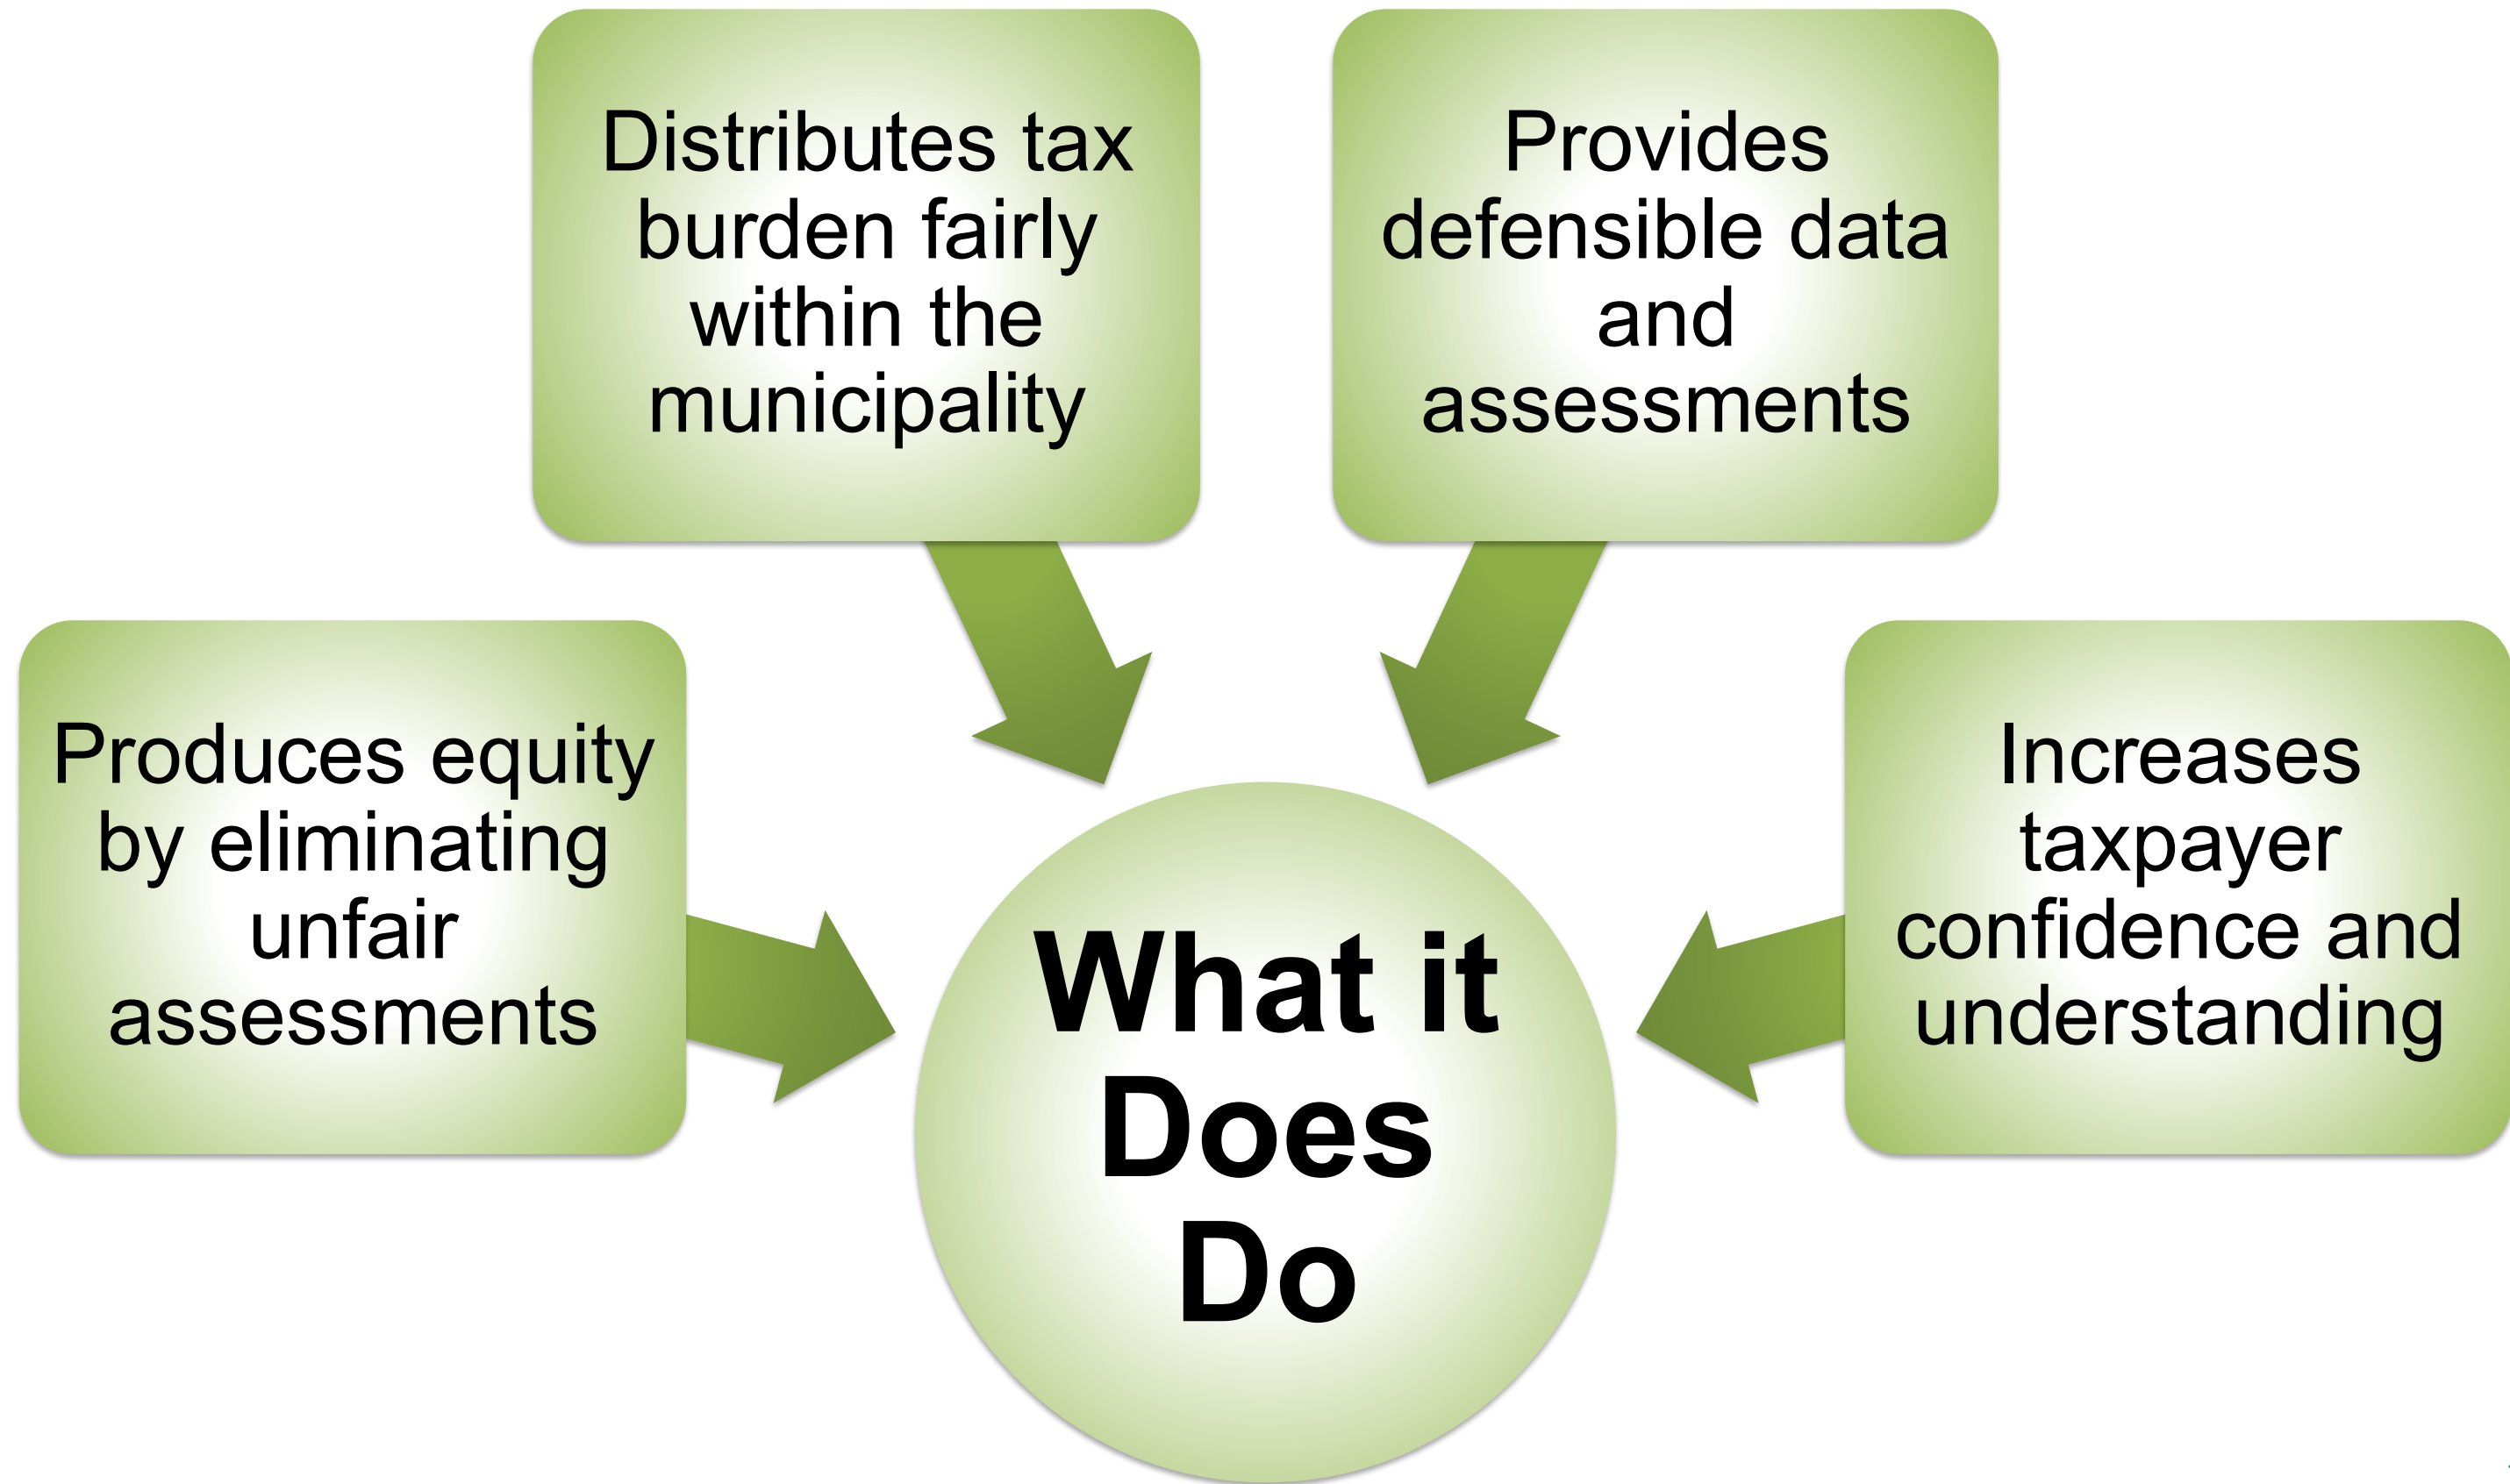 Distributes tax
burden fairly
within the
municipality
Provides
defensible data
and
assessments
Produces equity
by eliminating
unfair
assessments
Increases
taxpayer
confidence and
understanding
What it
Does
Do